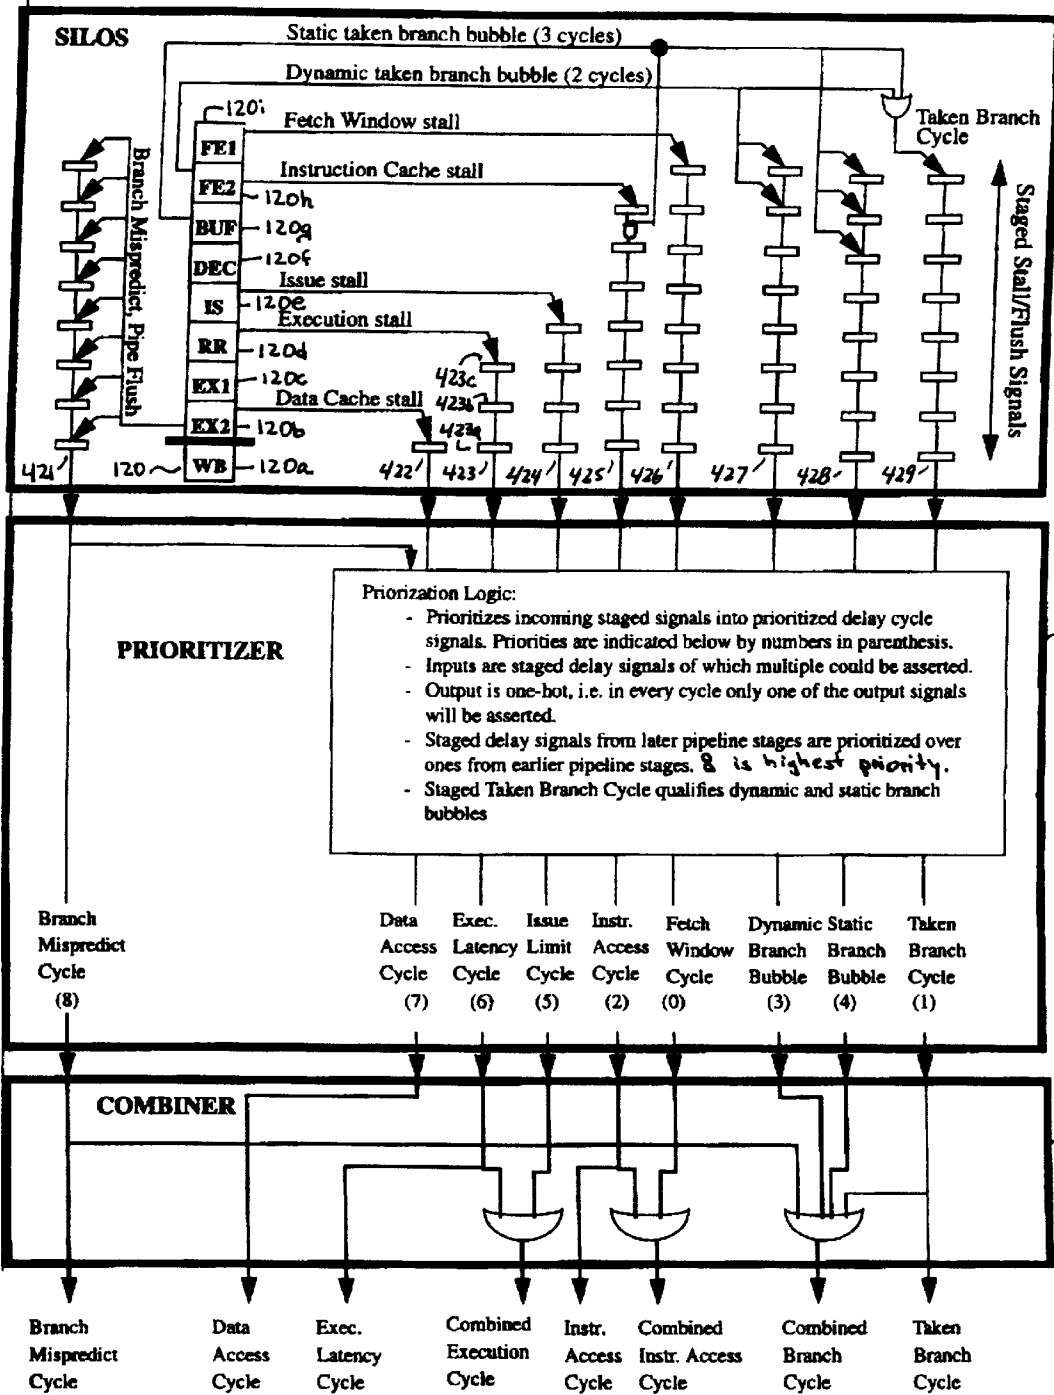 SILOS
Static taken branch bubble (3 cycles)
Dynamic taken branch bubble (2 cycles)
Taken Branch
Cycle
120i
Fetch Window stall
FE1
Instruction Cache stall
FE2
120h
BUF
120g
DEC
120f
Issue stall
IS
120e
Execution stall
RR
120d
EX1
120c
Data Cache stall
EX2
120b
WB
120a
120
Branch Mispredict, Pipe Flush
Staged Stall/Flush Signals
423c
423b
423a
421
422
423
424
425
426
427
428
429
PRIORITIZER
Priorization Logic:
- Prioritizes incoming staged signals into prioritized delay cycle
signals. Priorities are indicated below by numbers in parenthesis.
- Inputs are staged delay signals of which multiple could be asserted.
- Output is one-hot, i.e. in every cycle only one of the output signals
will be asserted.
- Staged delay signals from later pipeline stages are prioritized over
ones from earlier pipeline stages. 8 is highest priority.
- Staged Taken Branch Cycle qualifies dynamic and static branch
bubbles
Branch
Mispredict
Cycle
(8)
Data
Access
Cycle
(7)
Exec.
Latency
Cycle
(6)
Issue
Limit
Cycle
(5)
Instr.
Access
Cycle
(2)
Fetch
Window
Cycle
(0)
Dynamic
Branch
Bubble
(3)
Static
Branch
Bubble
(4)
Taken
Branch
Cycle
(1)
COMBINER
Branch
Mispredict
Cycle
Data
Access
Cycle
Exec.
Latency
Cycle
Combined
Execution
Cycle
Instr.
Access
Cycle
Combined
Instr. Access
Cycle
Combined
Branch
Cycle
Taken
Branch
Cycle